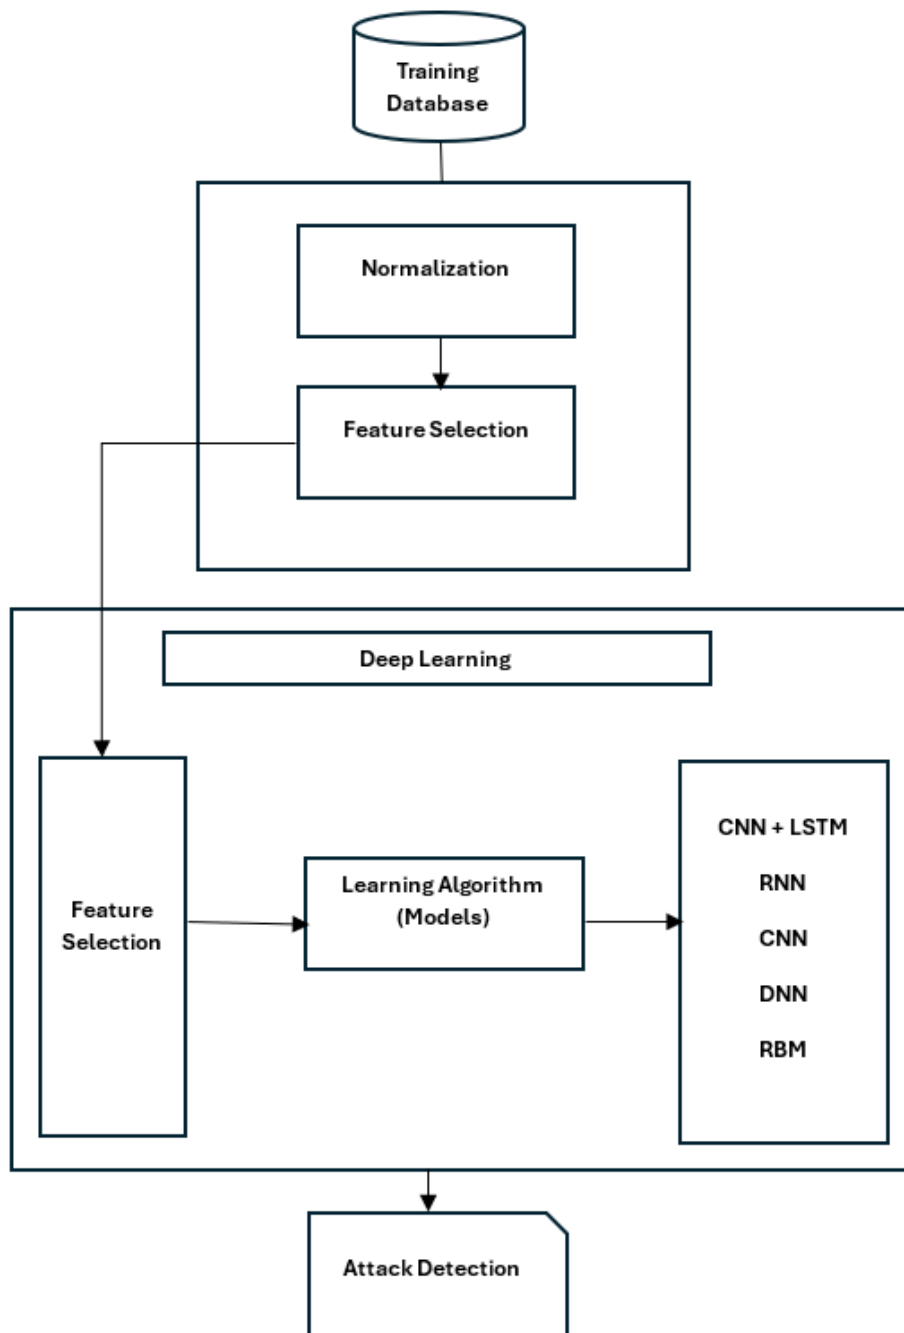 Training
Database
Normalization
Feature Selection
Deep Learning
Feature
Selection
Learning Algorithm
(Models)
CNN + LSTM
RNN
CNN
DNN
RBM
Attack Detection